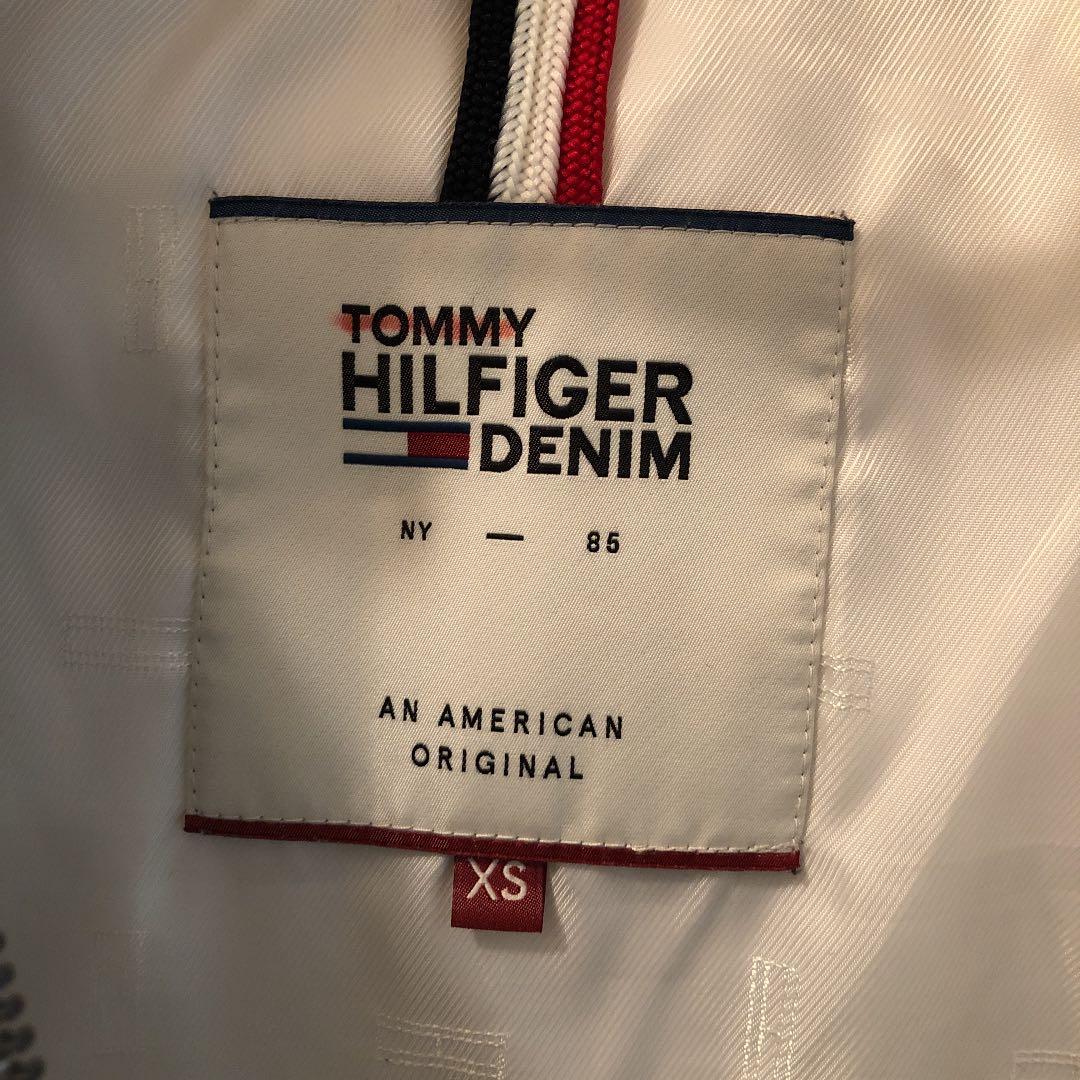 TOMMY
HILFIGER
DENIM
NY — 85
AN AMERICAN
ORIGINAL
XS